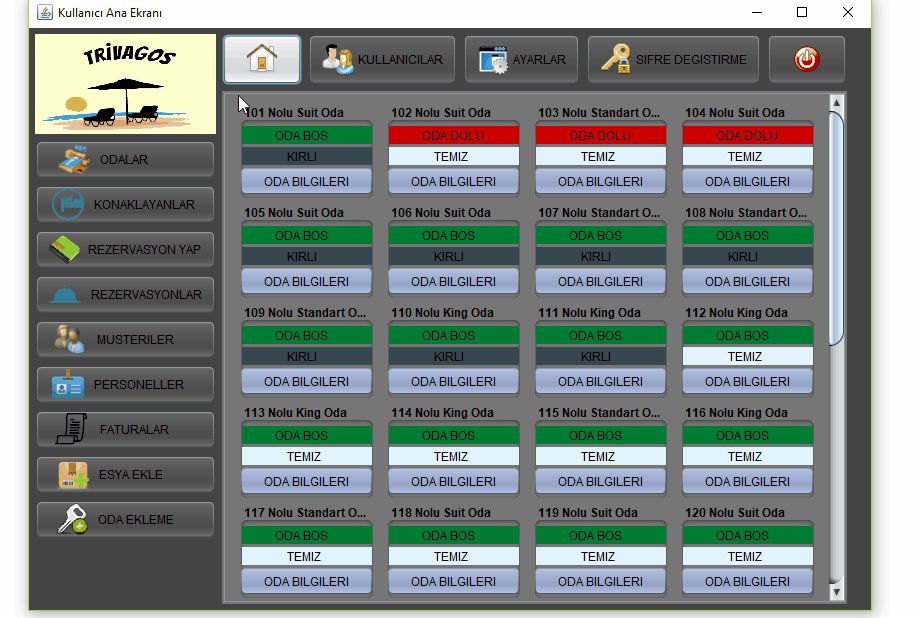 Kullanıcı Ana Ekranı
TRİVAGOS
KULLANICILAR
AYARLAR
SIFRE DEGISTIRME
ODALAR
KONAKLAYANLAR
REZERVASYON YAP
REZERVASYONLAR
MUSTERILER
PERSONELLER
FATURALAR
ESYA EKLE
ODA EKLEME
101 Nolu Suit Oda 102 Nolu Suit Oda 103 Nolu Standart O... 104 Nolu Suit Oda
ODA BOS ODA DOLU ODA DOLU ODA DOLU
KIRLI TEMIZ TEMIZ TEMIZ
ODA BILGILERI ODA BILGILERI ODA BILGILERI ODA BILGILERI
105 Nolu Suit Oda 106 Nolu Suit Oda 107 Nolu Standart O... 108 Nolu Standart O...
ODA BOS ODA BOS ODA BOS ODA BOS
KIRLI KIRLI KIRLI KIRLI
ODA BILGILERI ODA BILGILERI ODA BILGILERI ODA BILGILERI
109 Nolu Standart O... 110 Nolu King Oda 111 Nolu King Oda 112 Nolu King Oda
ODA BOS ODA BOS ODA BOS ODA BOS
KIRLI KIRLI KIRLI TEMIZ
ODA BILGILERI ODA BILGILERI ODA BILGILERI ODA BILGILERI
113 Nolu King Oda 114 Nolu King Oda 115 Nolu Standart O... 116 Nolu King Oda
ODA BOS ODA BOS ODA BOS ODA BOS
TEMIZ TEMIZ TEMIZ TEMIZ
ODA BILGILERI ODA BILGILERI ODA BILGILERI ODA BILGILERI
117 Nolu Standart O... 118 Nolu Suit Oda 119 Nolu Suit Oda 120 Nolu Suit Oda
ODA BOS ODA BOS ODA BOS ODA BOS
TEMIZ TEMIZ TEMIZ TEMIZ
ODA BILGILERI ODA BILGILERI ODA BILGILERI ODA BILGILERI